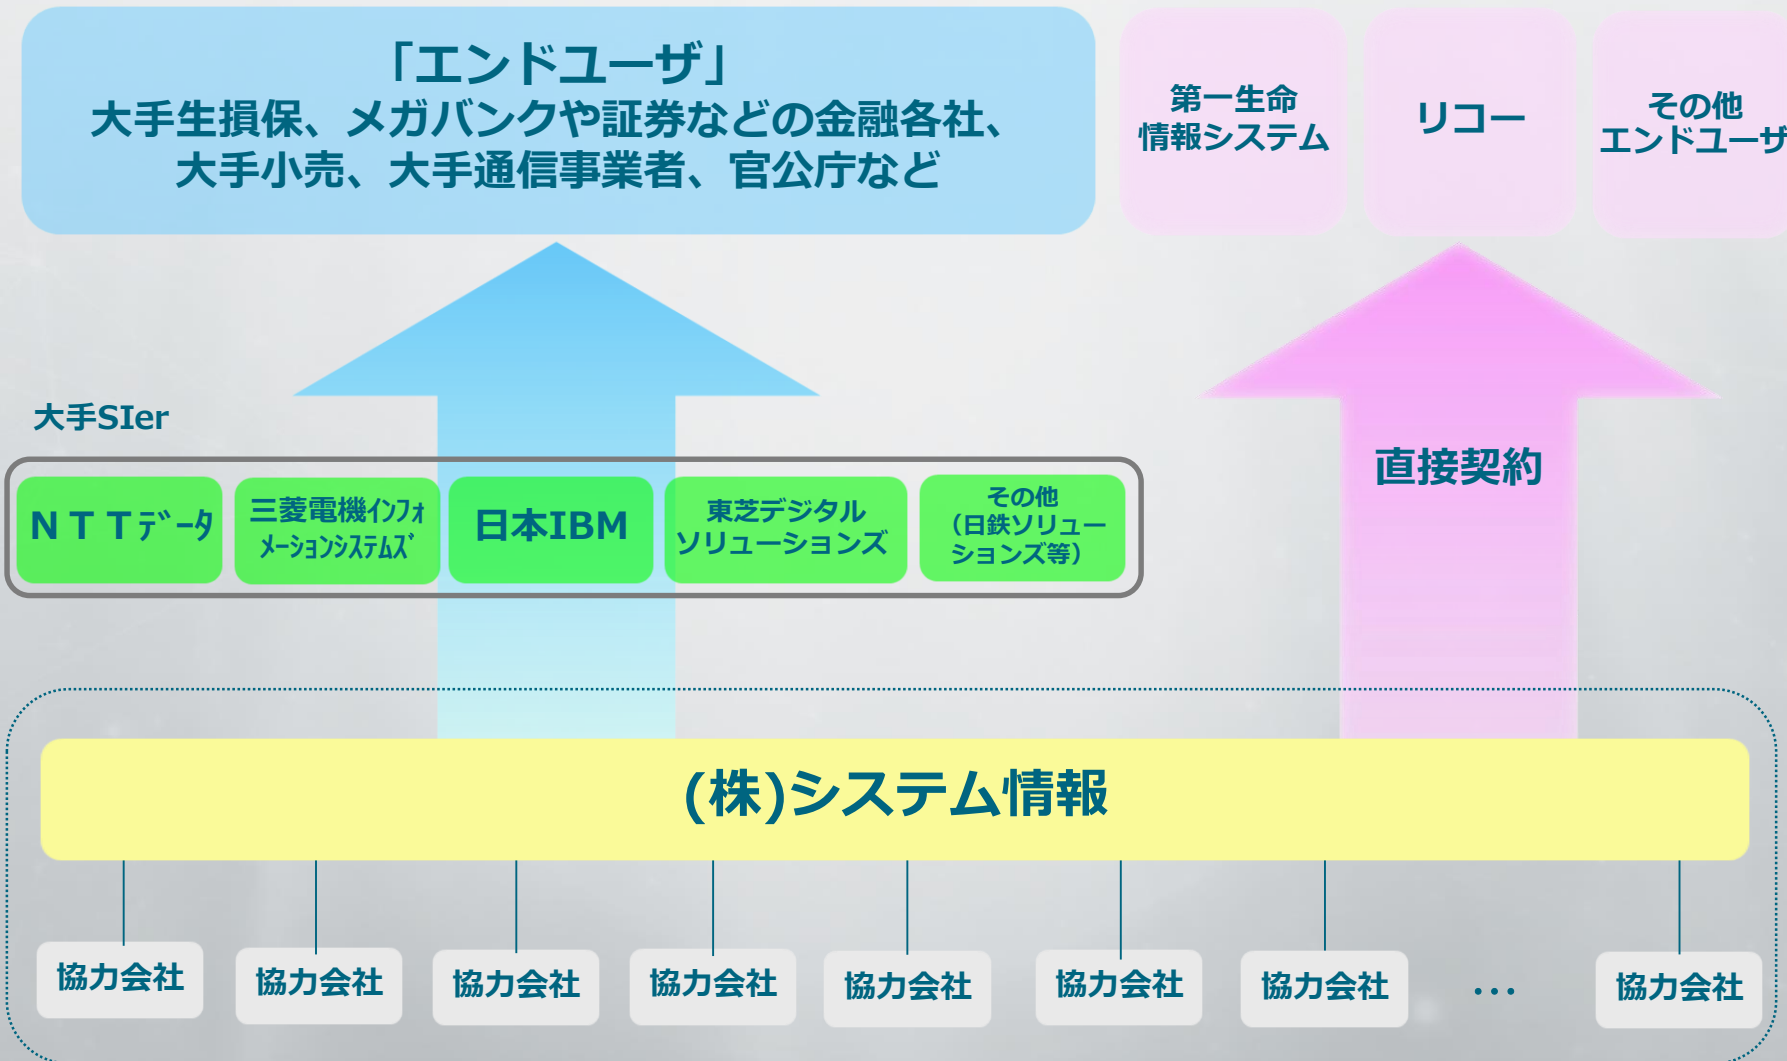 「エンドユーザ」
大手生損保、メガバンクや証券などの金融各社、
大手小売、大手通信事業者、官公庁など
第一生命
情報システム
リコー
その他
エンドユーザ
大手SIer
ＮＴＴﾃﾞｰﾀ
三菱電機ｲﾝﾌｫ
ﾒｰｼｮﾝｼｽﾃﾑｽﾞ
日本IBM
東芝デジタル
ソリューションズ
その他
（日鉄ソリュー
ションズ等）
直接契約
(株)システム情報
協力会社
協力会社
協力会社
協力会社
協力会社
協力会社
協力会社
…
協力会社